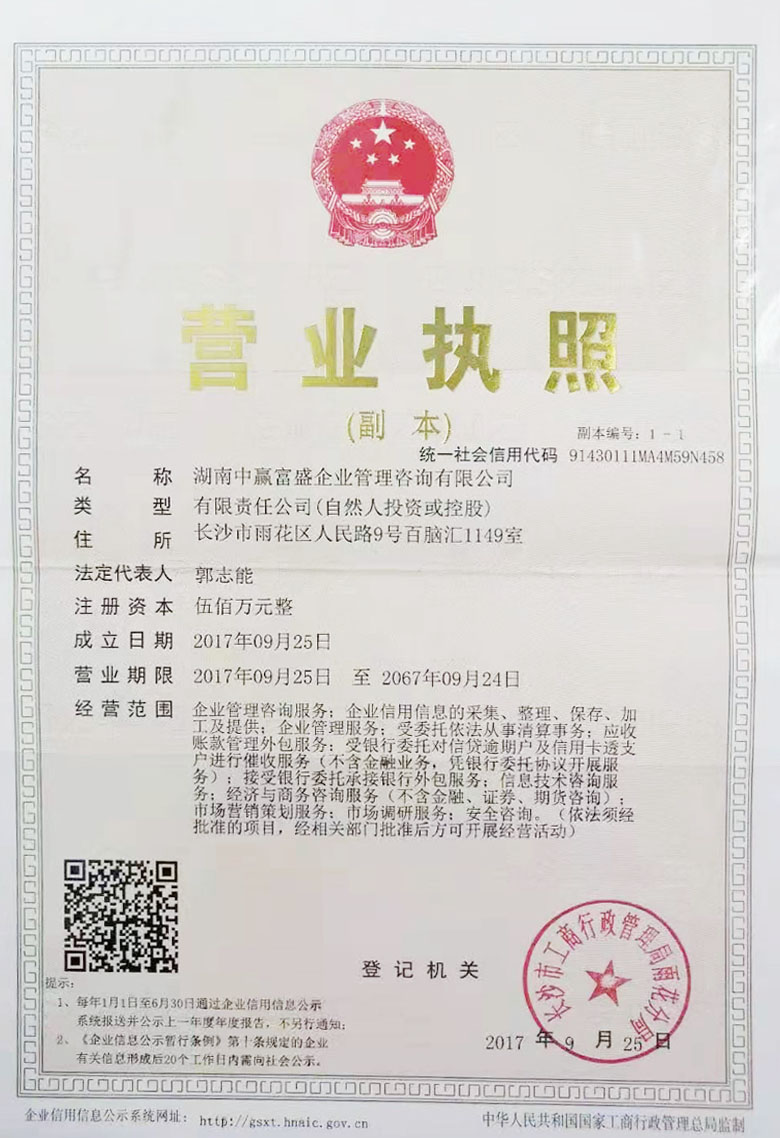 营业执照
(副 本)
副本编号：1－1
统一社会信用代码 91430111MA4M59N458
名 称 湖南中赢富盛企业管理咨询有限公司
类 型 有限责任公司(自然人投资或控股)
住 所 长沙市雨花区人民路9号百脑汇1149室
法定代表人 郭志能
注册资本 伍佰万元整
成立日期 2017年09月25日
营业期限 2017年09月25日 至 2067年09月24日
经营范围 企业管理咨询服务；企业信用信息的采集、整理、保存、加
工及提供；企业管理服务；受委托依法从事清算事务；应收
账款管理外包服务；受银行委托对信贷逾期户及信用卡透支
户进行催收服务（不含金融业务，凭银行委托协议开展服
务）；接受银行委托承接银行外包服务；信息技术咨询服
务；经济与商务咨询服务（不含金融、证券、期货咨询）；
市场营销策划服务；市场调研服务；安全咨询。（依法须经
批准的项目，经相关部门批准后方可开展经营活动）
登记机关
长沙市工商行政管理局雨花分局
2017 年 9 月 25 日
提示：
1、每年1月1日至6月30日通过企业信用信息公示
系统报送并公示上一年度年度报告，不另行通知；
2、《企业信息公示暂行条例》第十条规定的企业
有关信息形成后20个工作日内需向社会公示。
企业信用信息公示系统网址： http://gsxt.hnaic.gov.cn
中华人民共和国国家工商行政管理总局监制